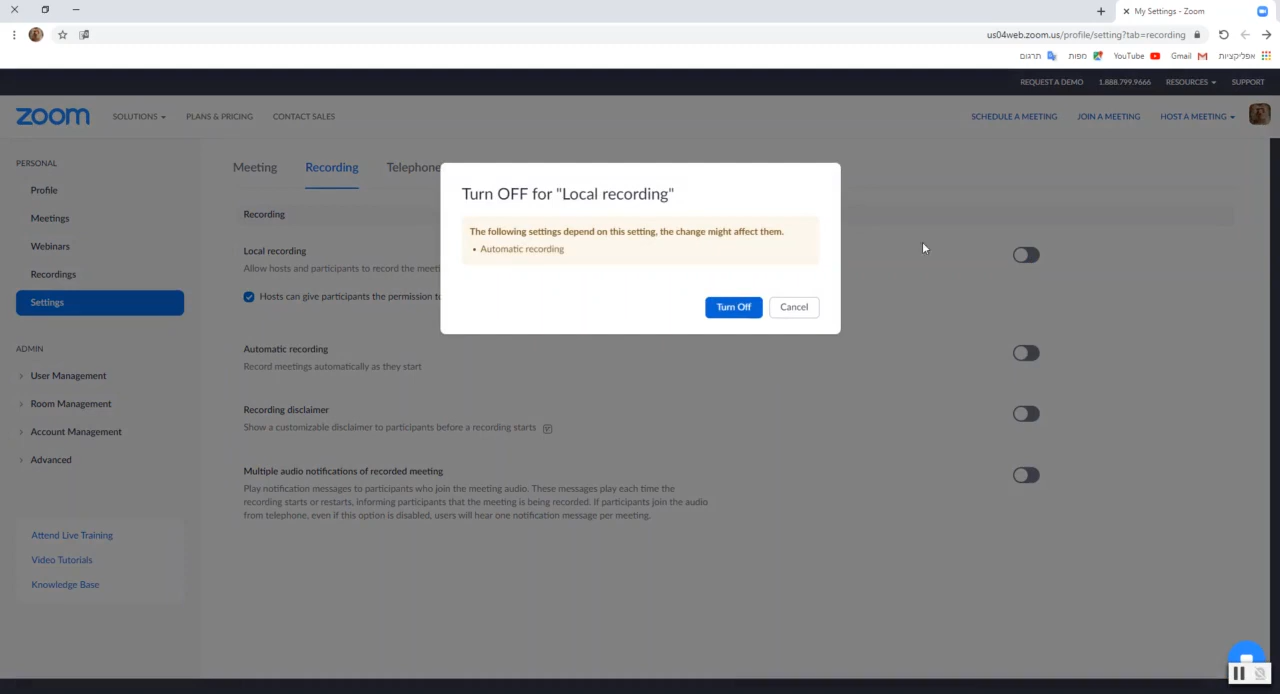 My Settings - Zoom
us04web.zoom.us/profile/setting?tab=recording
אפליקציות
Gmail
YouTube
מפות
תרגום
REQUEST A DEMO 1.888.799.9666 RESOURCES SUPPORT
zoom SOLUTIONS PLANS & PRICING CONTACT SALES SCHEDULE A MEETING JOIN A MEETING HOST A MEETING
PERSONAL
Profile
Meetings
Webinars
Recordings
Settings
ADMIN
User Management
Room Management
Account Management
Advanced
Attend Live Training
Video Tutorials
Knowledge Base
Meeting Recording Telephone
Recording
Local recording
Allow hosts and participants to record the
Hosts can give participants the permission
Turn OFF for "Local recording"
The following settings depend on this setting, the change might affect them.
• Automatic recording
Turn Off Cancel
Automatic recording
Record meetings automatically as they start
Recording disclaimer
Show a customizable disclaimer to participants before a recording starts
Multiple audio notifications of recorded meeting
Play notification messages to participants who join the meeting audio. These messages play each time the
recording starts or restarts, informing participants that the meeting is being recorded. If participants join the audio
from telephone, even if this option is disabled, users will hear one notification message per meeting.